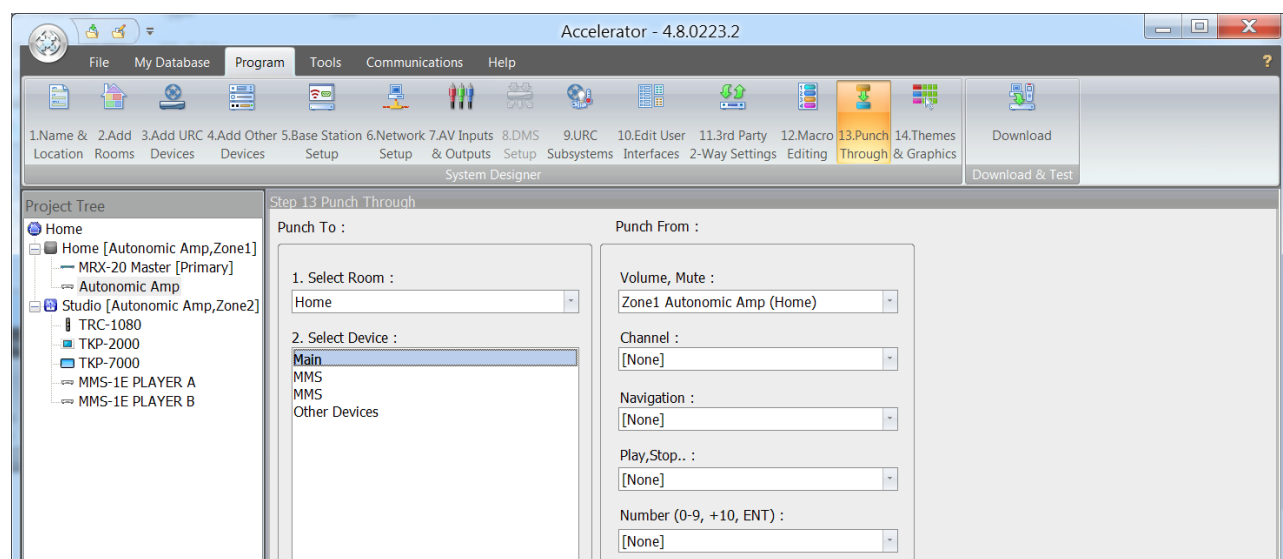 Accelerator - 4.8.0223.2
File My Database Program Tools Communications Help ?
1.Name & Location 2.Add Rooms 3.Add URC Devices 4.Add Other Devices 5.Base Station Setup 6.Network Setup 7.AV Inputs & Outputs 8.DMS Setup 9.URC Subsystems 10.Edit User Interfaces 11.3rd Party 2-Way Settings 12.Macro Editing 13.Punch Through 14.Themes & Graphics Download
System Designer Download & Test
Project Tree
Home
Home [Autonomic Amp,Zone1]
MRX-20 Master [Primary]
Autonomic Amp
Studio [Autonomic Amp,Zone2]
TRC-1080
TKP-2000
TKP-7000
MMS-1E PLAYER A
MMS-1E PLAYER B
Step 13 Punch Through
Punch To :
1. Select Room :
Home
2. Select Device :
Main
MMS
MMS
Other Devices
Punch From :
Volume, Mute :
Zone1 Autonomic Amp (Home)
Channel :
[None]
Navigation :
[None]
Play,Stop.. :
[None]
Number (0-9, +10, ENT) :
[None]